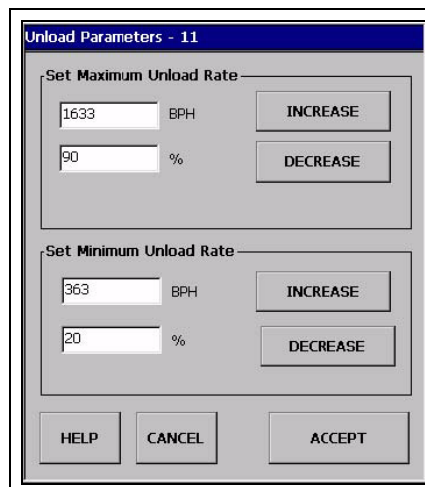 Unload Parameters - 11
Set Maximum Unload Rate
1633 BPH INCREASE
90 % DECREASE
Set Minimum Unload Rate
363 BPH INCREASE
20 % DECREASE
HELP CANCEL ACCEPT